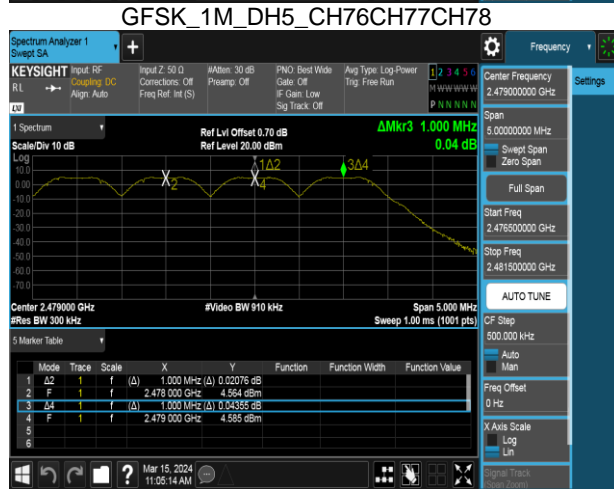 GFSK_1M_DH5_CH76CH77CH78
Spectrum Analyzer 1
Swept SA
+
Frequency
KEYSIGHT
RL
LXI
Input: RF
Coupling: DC
Align: Auto
Input Z: 50 Ω
Corrections: Off
Freq Ref: Int (S)
#Atten: 30 dB
Preamp: Off
PNO: Best Wide
Gate: Off
IF Gain: Low
Sig Track: Off
Avg Type: Log-Power
Trig: Free Run
1 2 3 4 5 6
M W W W W W
P N N N N N
Center Frequency
2.479000000 GHz
Settings
1 Spectrum
Scale/Div 10 dB
Ref Lvl Offset 0.70 dB
Ref Level 20.00 dBm
ΔMkr3 1.000 MHz
0.04 dB
Span
5.00000000 MHz
Swept Span
Zero Span
Full Span
Start Freq
2.476500000 GHz
Stop Freq
2.481500000 GHz
AUTO TUNE
CF Step
500.000 kHz
Auto
Man
Freq Offset
0 Hz
X Axis Scale
Log
Lin
Signal Track
(Span Zoom)
Log
10.0
0.00
-10.0
-20.0
-30.0
-40.0
-50.0
-60.0
-70.0
1Δ2
3Δ4
2
4
Center 2.479000 GHz
#Res BW 300 kHz
#Video BW 910 kHz
Span 5.000 MHz
Sweep 1.00 ms (1001 pts)
5 Marker Table
Mode Trace Scale X Y Function Function Width Function Value
1 Δ2 1 f (Δ) 1.000 MHz (Δ) 0.02076 dB
2 F 1 f 2.478 000 GHz 4.564 dBm
3 Δ4 1 f (Δ) 1.000 MHz (Δ) 0.04355 dB
4 F 1 f 2.479 000 GHz 4.585 dBm
5
6
?
Mar 15, 2024
11:05:14 AM